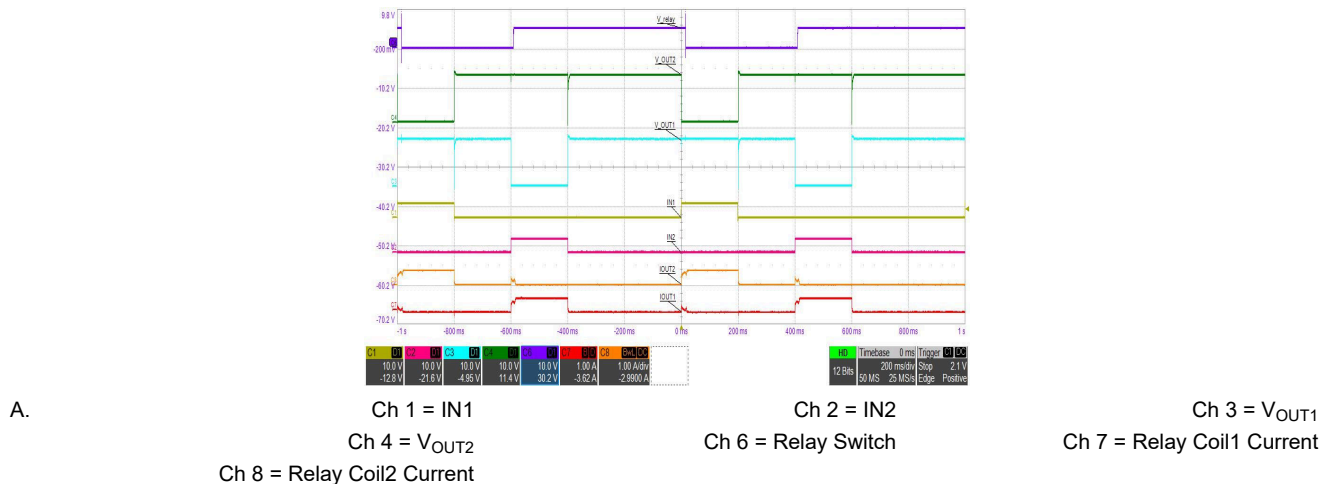 9.8 V
V_relay
-200 mV
V_OUT2
-10.2 V
C4
-20.2 V
V_OUT1
-30.2 V
-40.2 V
IN1
-50.2 V
IN2
-60.2 V
IOUT2
IOUT1
-70.2 V
-1 s -800 ms -600 ms -400 ms -200 ms 0 ms 200 ms 400 ms 600 ms 800 ms 1 s
C1 C2 C3 C4 C6 C7 C8 HD Timebase 0 ms Trigger C1 DC
10.0 V 10.0 V 10.0 V 10.0 V 10.0 V 1.00 A 1.00 A/div 12 Bits 200 ms/div Stop 2.1 V
-12.8 V -21.6 V -4.95 V 11.4 V 30.2 V -3.62 A -2.9900 A 50 MS 25 MS/s Edge Positive
A. Ch 1 = IN1 Ch 2 = IN2 Ch 3 = VOUT1
Ch 4 = VOUT2 Ch 6 = Relay Switch Ch 7 = Relay Coil1 Current
Ch 8 = Relay Coil2 Current